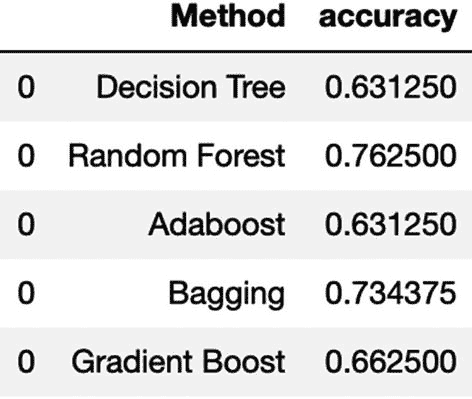 Method accuracy
0 Decision Tree 0.631250
0 Random Forest 0.762500
0 Adaboost 0.631250
0 Bagging 0.734375
0 Gradient Boost 0.662500